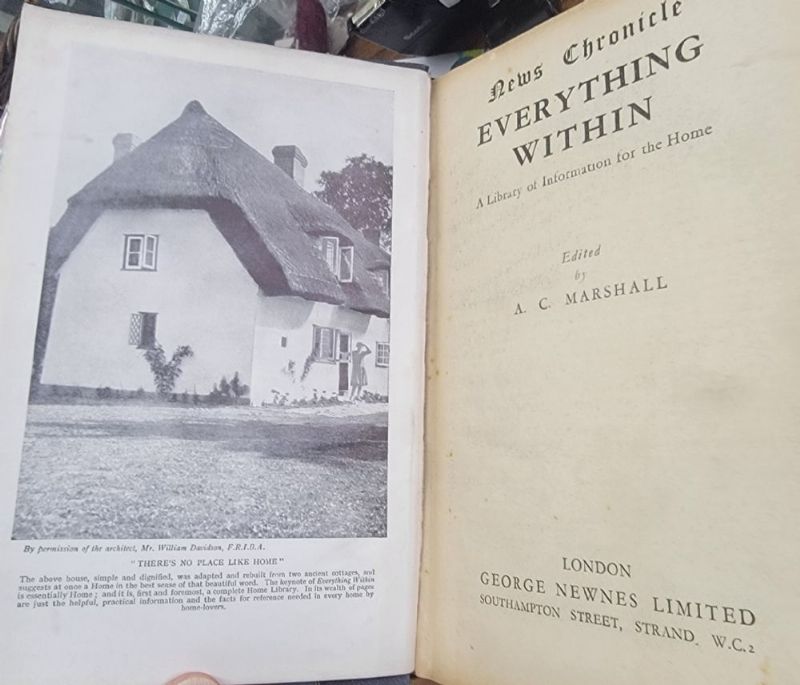 By permission of the architect, Mr. William Davidson, F.R.I.B.A.
"THERE'S NO PLACE LIKE HOME"
The above house, simple and dignified, was adapted and rebuilt from two ancient cottages, and
suggests at once a Home in the best sense of that beautiful word. The keynote of Everything Within
is essentially Home; and it is, first and foremost, a complete Home Library. In its wealth of pages
are just the helpful, practical information and the facts for reference needed in every home by
home-lovers.
News Chronicle
EVERYTHING
WITHIN
A Library of Information for the Home
Edited
by
A. C. MARSHALL
LONDON
GEORGE NEWNES LIMITED
SOUTHAMPTON STREET, STRAND, W.C.2